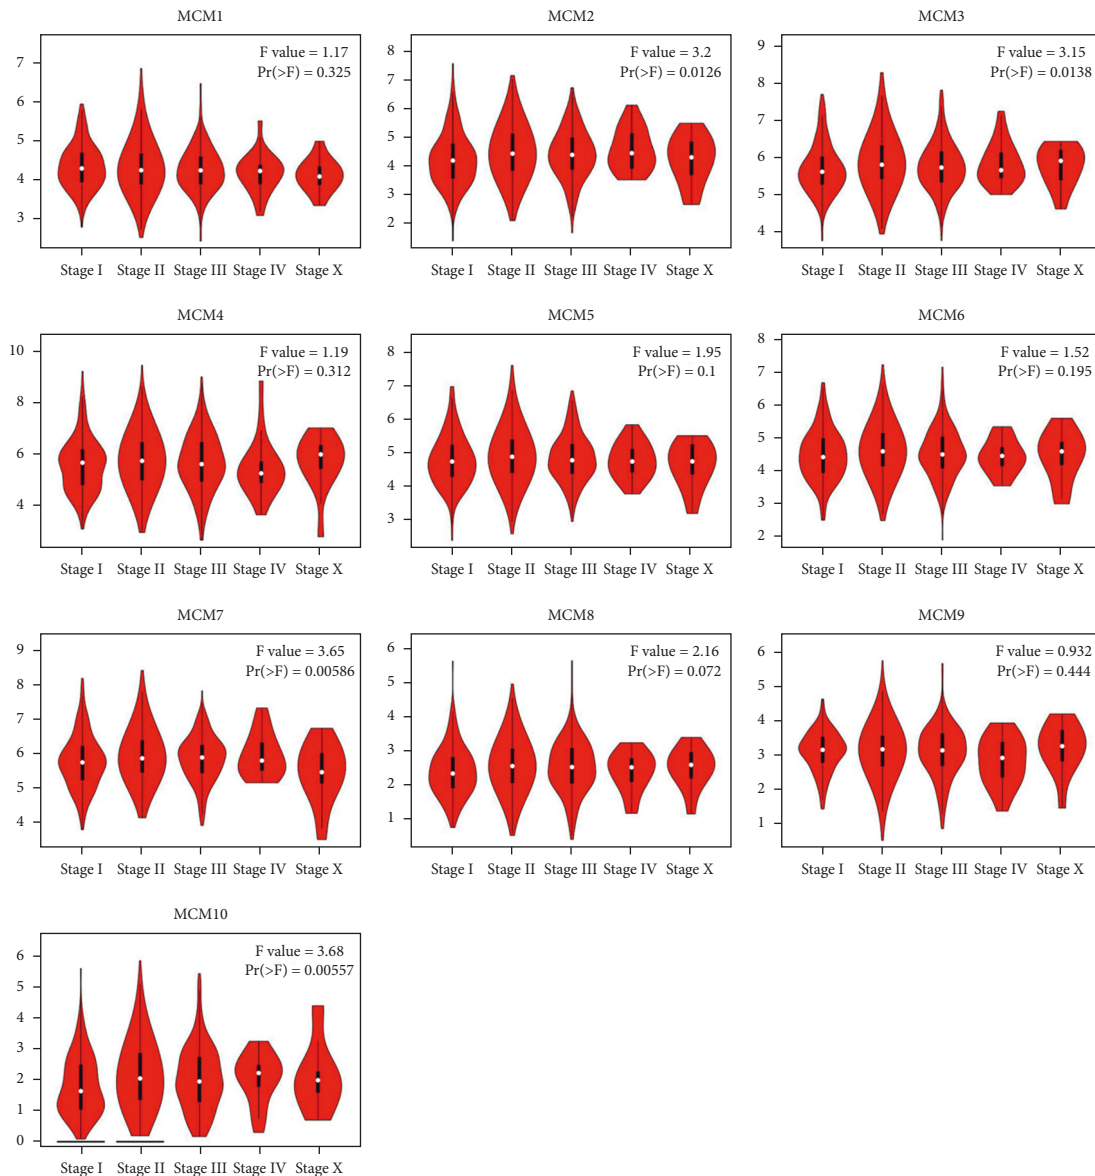 MCM1
F value = 1.17
Pr(>F) = 0.325
7
6
5
4
3
Stage I Stage II Stage III Stage IV Stage X
MCM2
F value = 3.2
Pr(>F) = 0.0126
8
7
6
5
4
3
2
Stage I Stage II Stage III Stage IV Stage X
MCM3
F value = 3.15
Pr(>F) = 0.0138
9
8
7
6
5
4
Stage I Stage II Stage III Stage IV Stage X
MCM4
F value = 1.19
Pr(>F) = 0.312
10
8
6
4
Stage I Stage II Stage III Stage IV Stage X
MCM5
F value = 1.95
Pr(>F) = 0.1
8
7
6
5
4
3
Stage I Stage II Stage III Stage IV Stage X
MCM6
F value = 1.52
Pr(>F) = 0.195
8
7
6
5
4
3
2
Stage I Stage II Stage III Stage IV Stage X
MCM7
F value = 3.65
Pr(>F) = 0.00586
9
8
7
6
5
4
Stage I Stage II Stage III Stage IV Stage X
MCM8
F value = 2.16
Pr(>F) = 0.072
6
5
4
3
2
1
Stage I Stage II Stage III Stage IV Stage X
MCM9
F value = 0.932
Pr(>F) = 0.444
6
5
4
3
2
1
Stage I Stage II Stage III Stage IV Stage X
MCM10
F value = 3.68
Pr(>F) = 0.00557
6
5
4
3
2
1
0
Stage I Stage II Stage III Stage IV Stage X